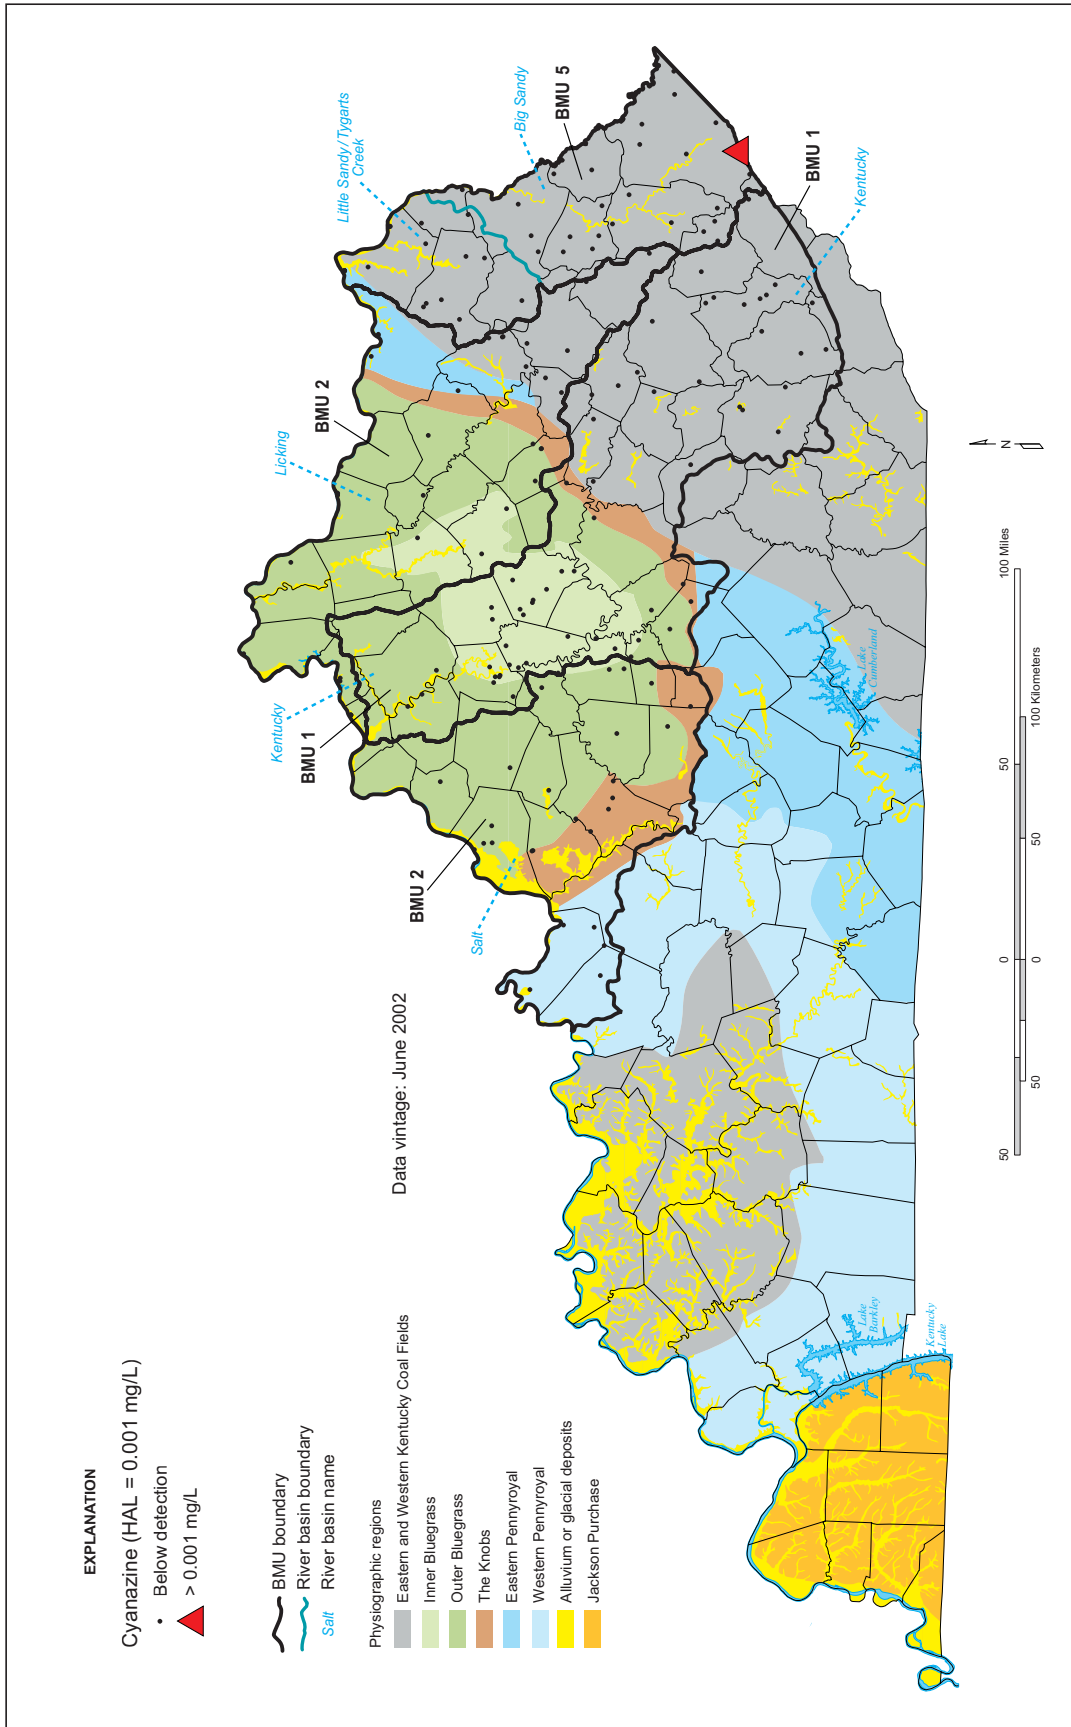 EXPLANATION
Cyanazine (HAL = 0.001 mg/L)
Below detection
> 0.001 mg/L
BMU boundary
River basin boundary
Salt River basin name
Physiographic regions
Eastern and Western Kentucky Coal Fields
Inner Bluegrass
Outer Bluegrass
The Knobs
Eastern Pennyroyal
Western Pennyroyal
Alluvium or glacial deposits
Jackson Purchase
Data vintage: June 2002
Salt
BMU 2
Kentucky
BMU 1
Licking
BMU 2
Little Sandy/Tygarts
Creek
Big Sandy
BMU 5
BMU 1
Kentucky
Lake
Cumberland
Lake
Barkley
Kentucky
Lake
N
50 0 50 100 Miles
50 0 50 100 Kilometers